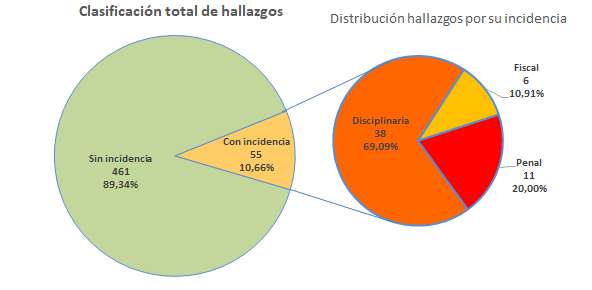 Clasificación total de hallazgos
Distribución hallazgos por su incidencia
Sin incidencia
461
89,34%
Con incidencia
55
10,66%
Disciplinaria
38
69,09%
Fiscal
6
10,91%
Penal
11
20,00%